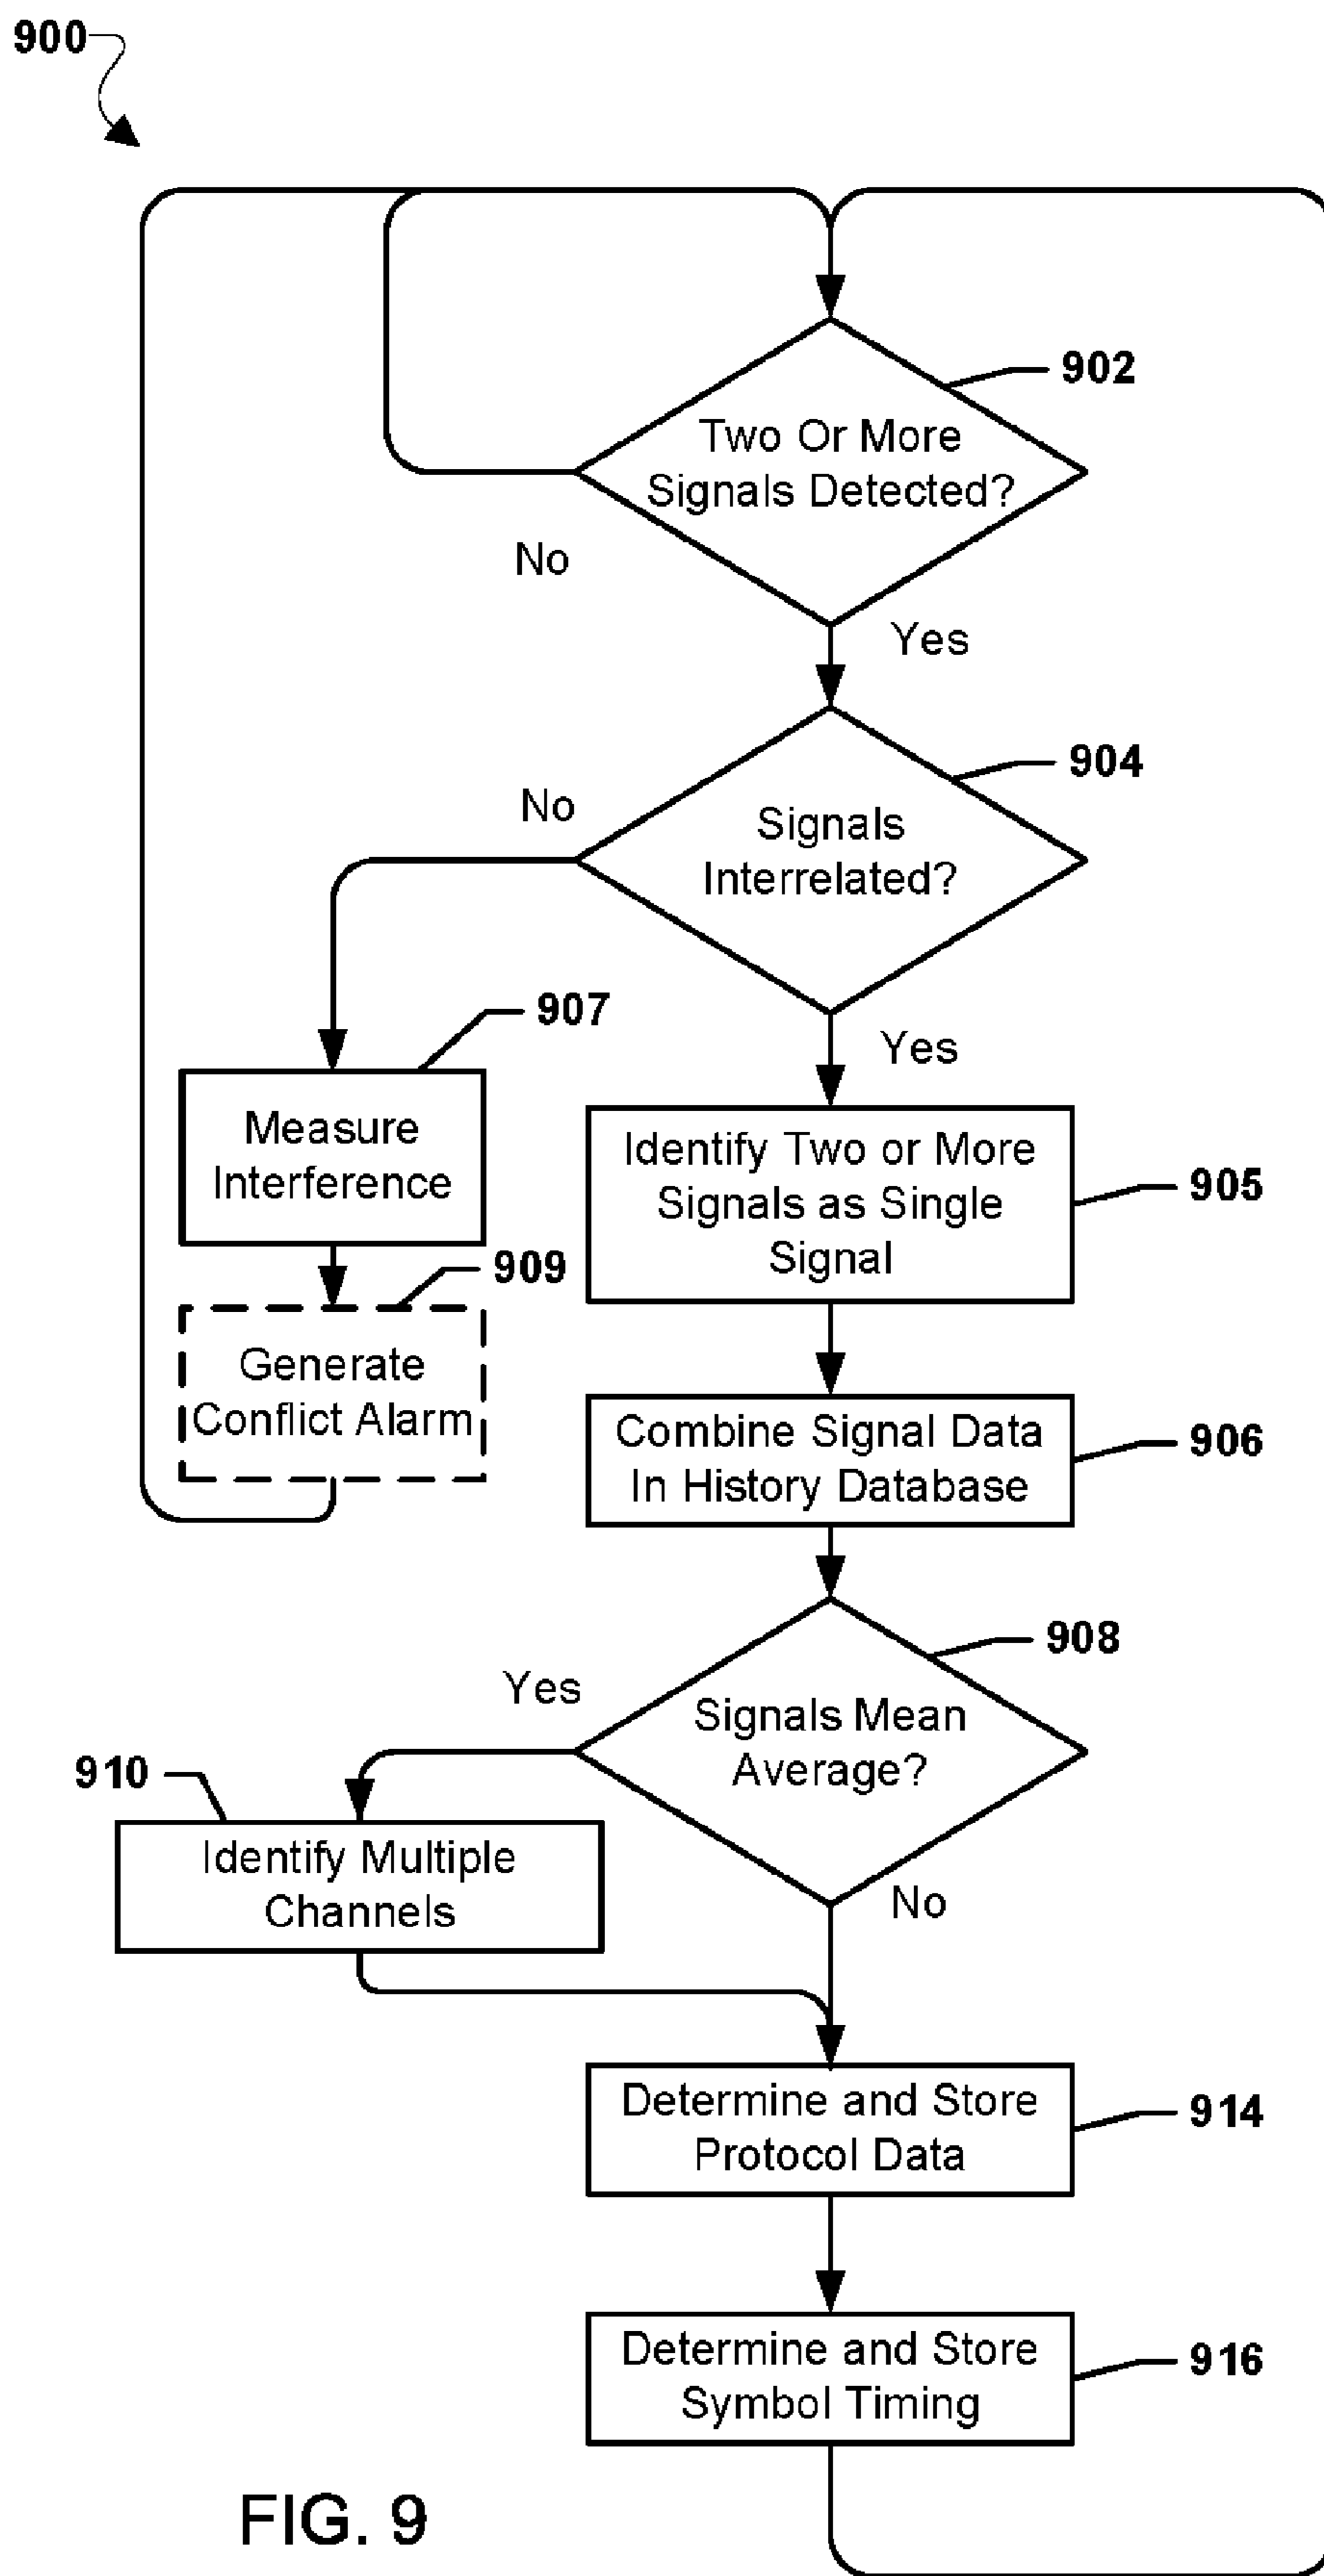 900
902
Two Or More
Signals Detected?
No
Yes
904
No
Signals
Interrelated?
Yes
907
Measure
Interference
Identify Two or More
Signals as Single
Signal
905
909
Generate
Conflict Alarm
Combine Signal Data
In History Database
906
908
Yes
Signals Mean
Average?
910
Identify Multiple
Channels
No
Determine and Store
Protocol Data
914
Determine and Store
Symbol Timing
916
FIG. 9